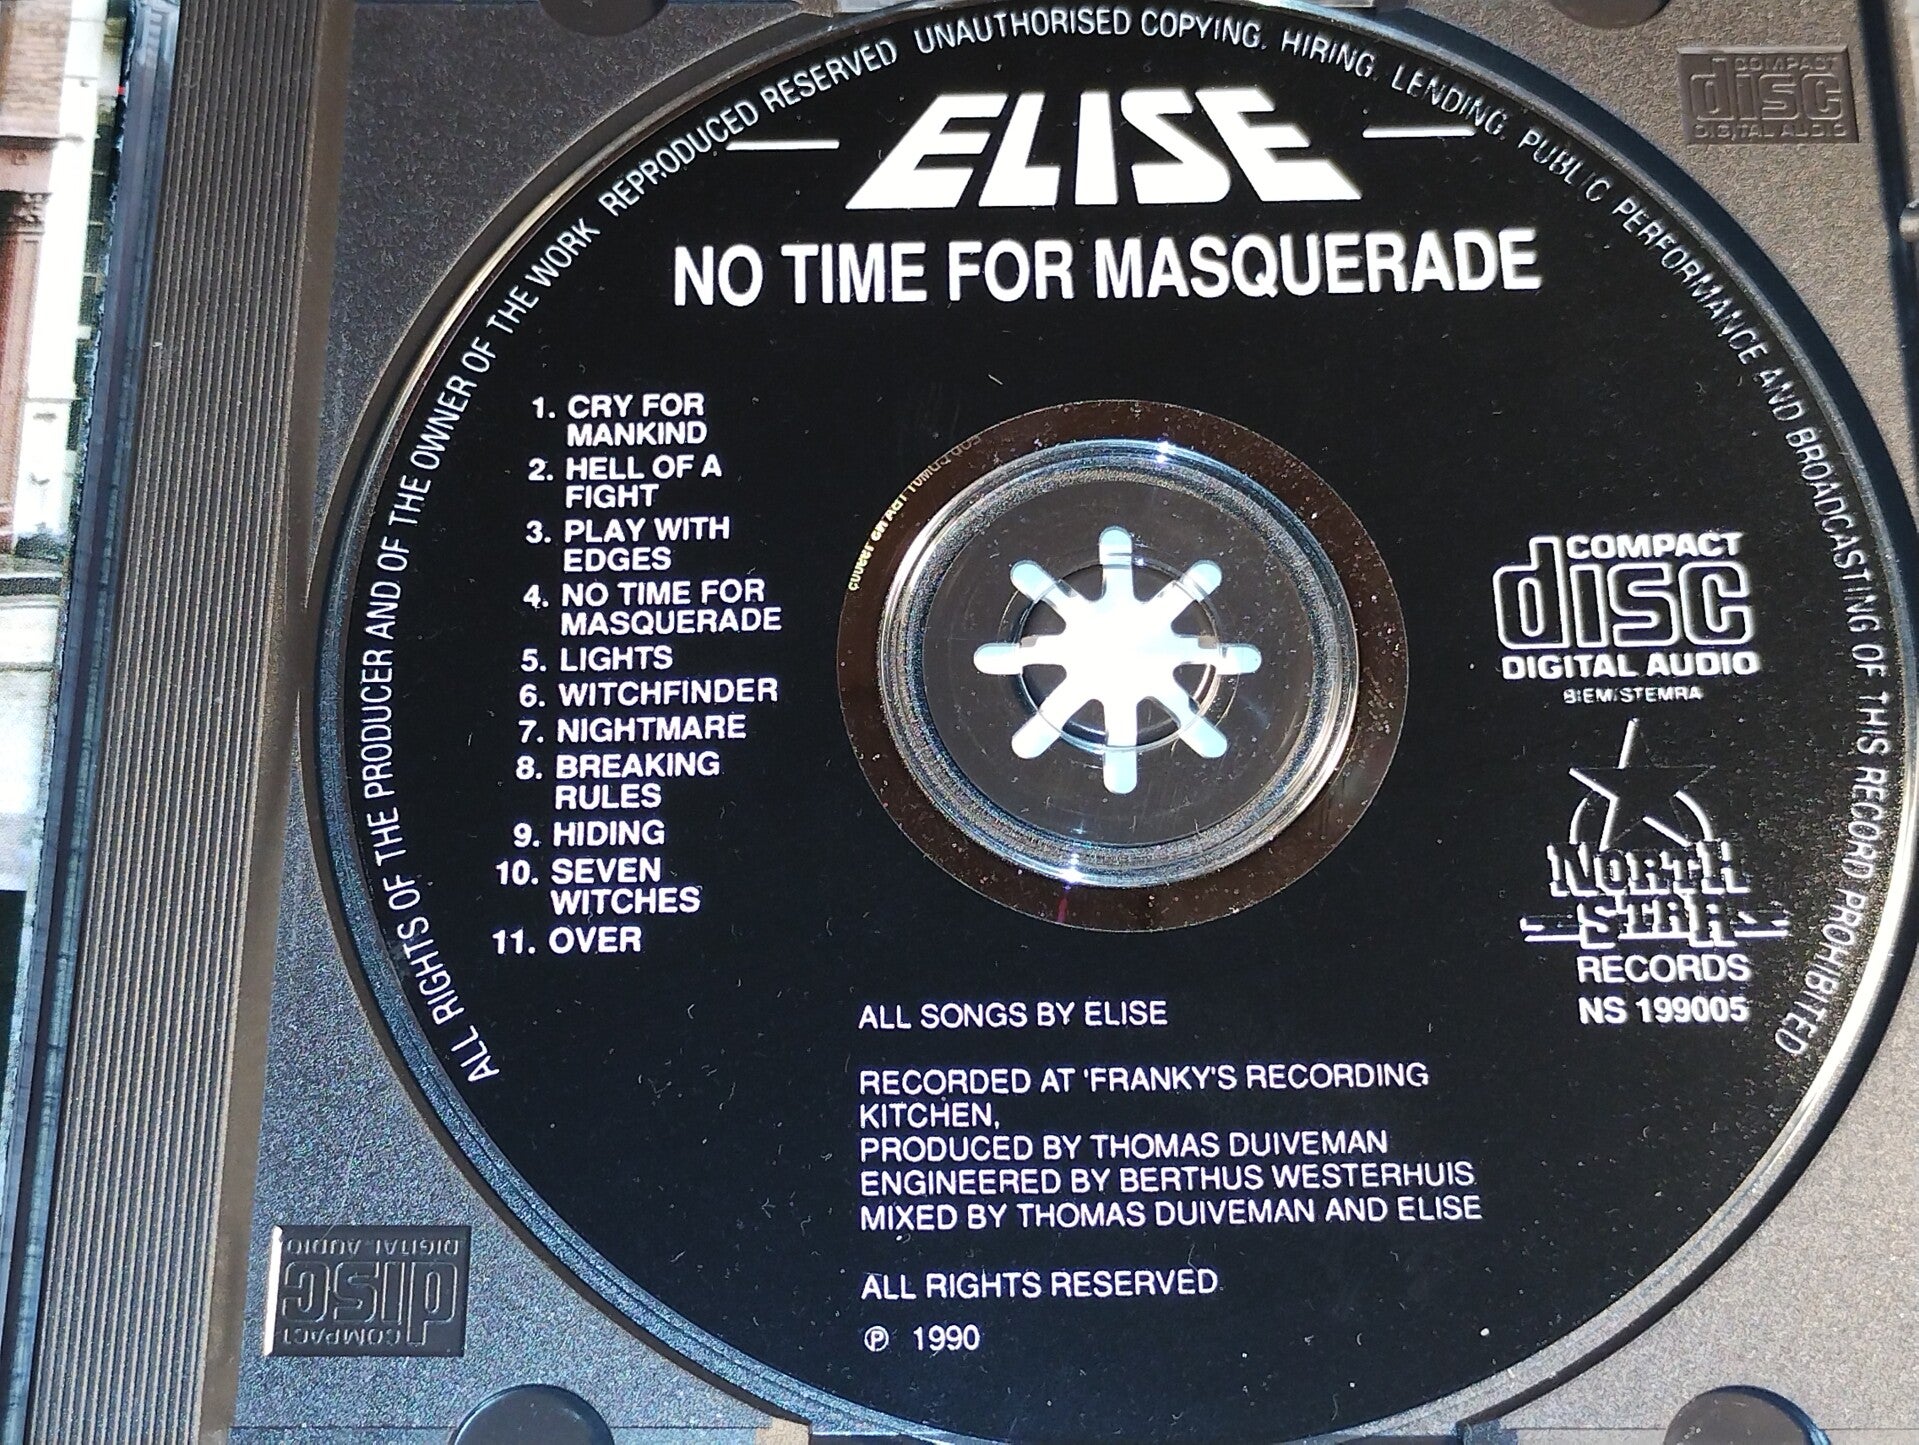 ALL RIGHTS OF THE PRODUCER AND OF THE OWNER OF THE WORK REPRODUCED RESERVED UNAUTHORISED COPYING, HIRING, LENDING, PUBLIC PERFORMANCE AND BROADCASTING OF THIS RECORD PROHIBITED
ELISE
NO TIME FOR MASQUERADE
1. CRY FOR
MANKIND
2. HELL OF A
FIGHT
3. PLAY WITH
EDGES
4. NO TIME FOR
MASQUERADE
5. LIGHTS
6. WITCHFINDER
7. NIGHTMARE
8. BREAKING
RULES
9. HIDING
10. SEVEN
WITCHES
11. OVER
COMPACT
disc
DIGITAL AUDIO
BIEM/STEMRA
NORTH
STAR
RECORDS
NS 199005
ALL SONGS BY ELISE
RECORDED AT 'FRANKY'S RECORDING
KITCHEN,
PRODUCED BY THOMAS DUIVEMAN
ENGINEERED BY BERTHUS WESTERHUIS
MIXED BY THOMAS DUIVEMAN AND ELISE
ALL RIGHTS RESERVED
℗ 1990
COMPACT
disc
DIGITAL AUDIO
COMPACT
disc
DIGITAL AUDIO